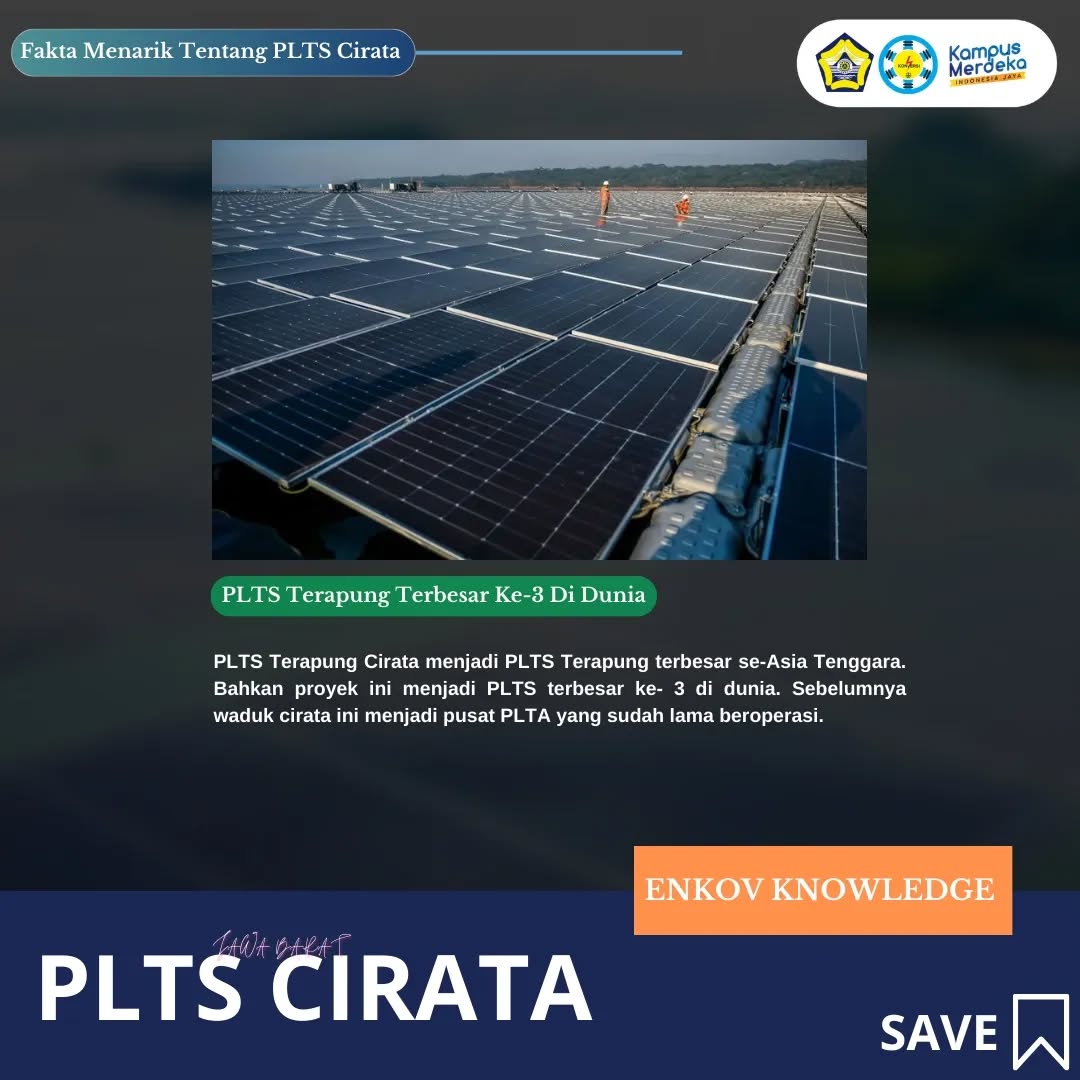 Fakta Menarik Tentang PLTS Cirata
Kampus
Merdeka
INDONESIA JAYA
PLTS Terapung Terbesar Ke-3 Di Dunia
PLTS Terapung Cirata menjadi PLTS Terapung terbesar se-Asia Tenggara.
Bahkan proyek ini menjadi PLTS terbesar ke- 3 di dunia. Sebelumnya
waduk cirata ini menjadi pusat PLTA yang sudah lama beroperasi.
ENKOV KNOWLEDGE
JAWA BARAT
PLTS CIRATA
SAVE